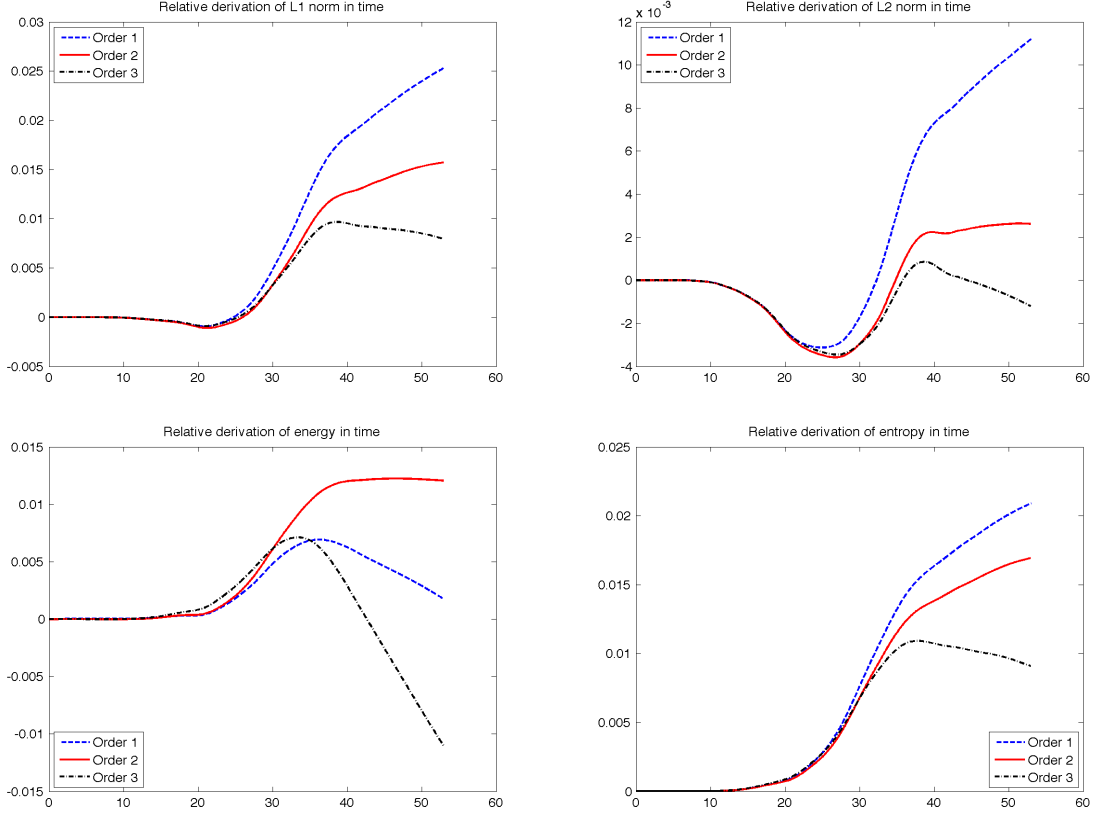 Relative derivation of L1 norm in time
0.03
0.025
0.02
0.015
0.01
0.005
0
-0.005
0 10 20 30 40 50 60
Order 1
Order 2
Order 3
Relative derivation of L2 norm in time
x 10⁻³
12
10
8
6
4
2
0
-2
-4
0 10 20 30 40 50 60
Order 1
Order 2
Order 3
Relative derivation of energy in time
0.015
0.01
0.005
0
-0.005
-0.01
-0.015
0 10 20 30 40 50 60
Order 1
Order 2
Order 3
Relative derivation of entropy in time
0.025
0.02
0.015
0.01
0.005
0
0 10 20 30 40 50 60
Order 1
Order 2
Order 3